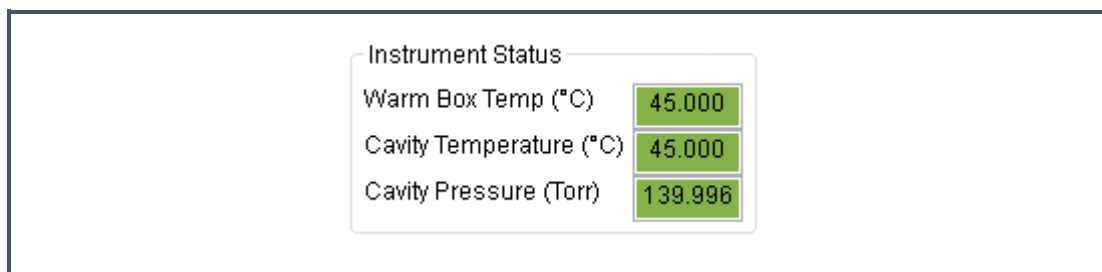 Instrument Status
Warm Box Temp (°C) 45.000
Cavity Temperature (°C) 45.000
Cavity Pressure (Torr) 139.996